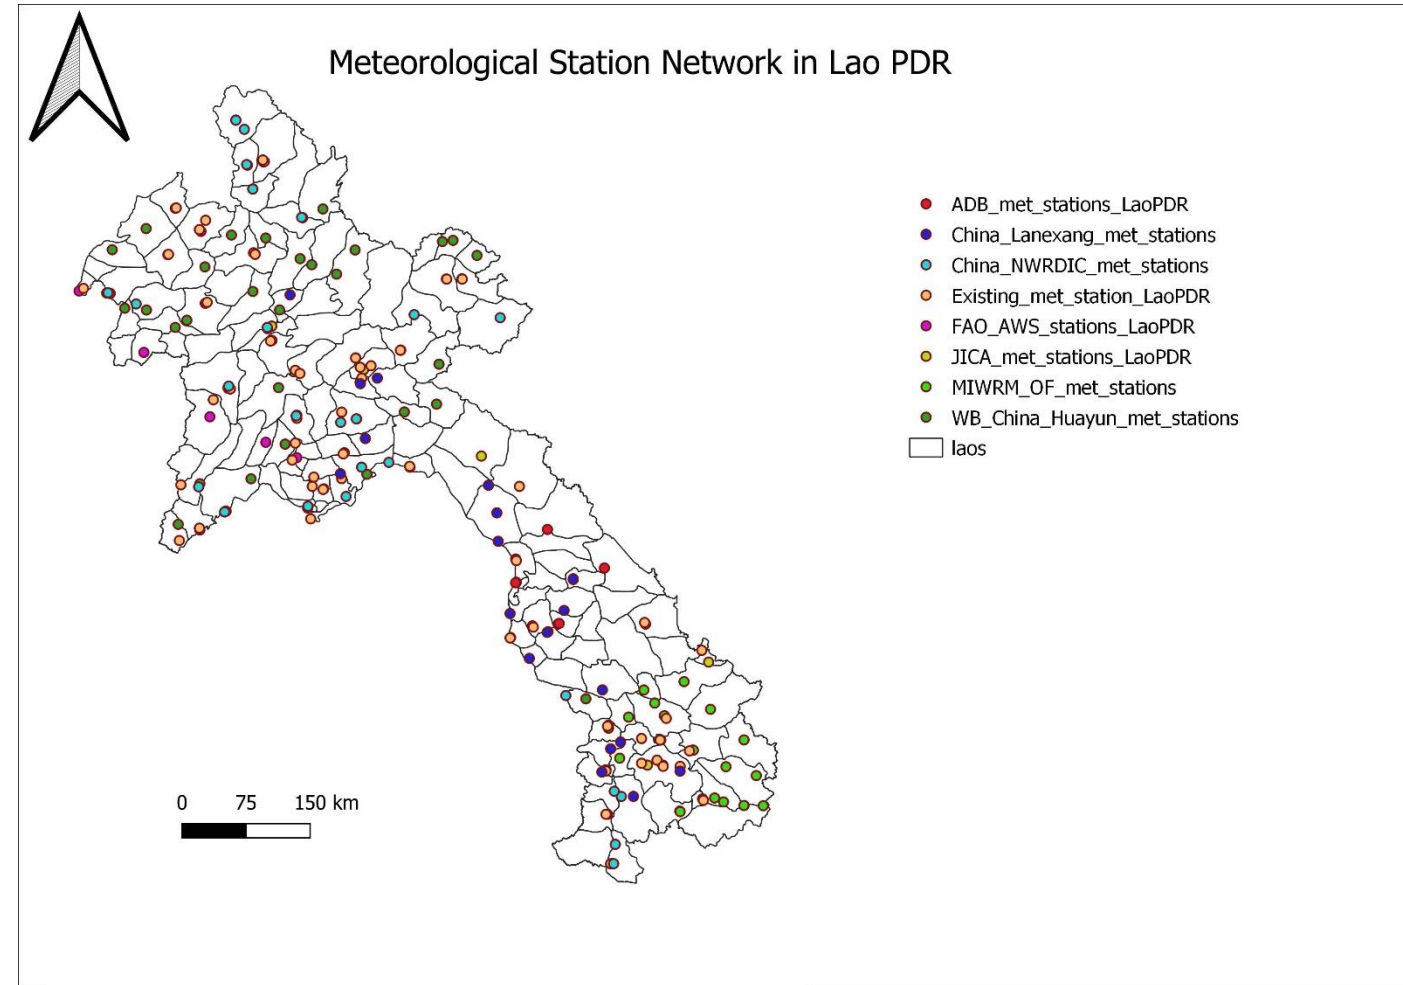 Meteorological Station Network in Lao PDR
ADB_met_stations_LaoPDR
China_Lanexang_met_stations
China_NWRDIC_met_stations
Existing_met_station_LaoPDR
FAO_AWS_stations_LaoPDR
JICA_met_stations_LaoPDR
MIWRM_OF_met_stations
WB_China_Huayun_met_stations
laos
0 75 150 km